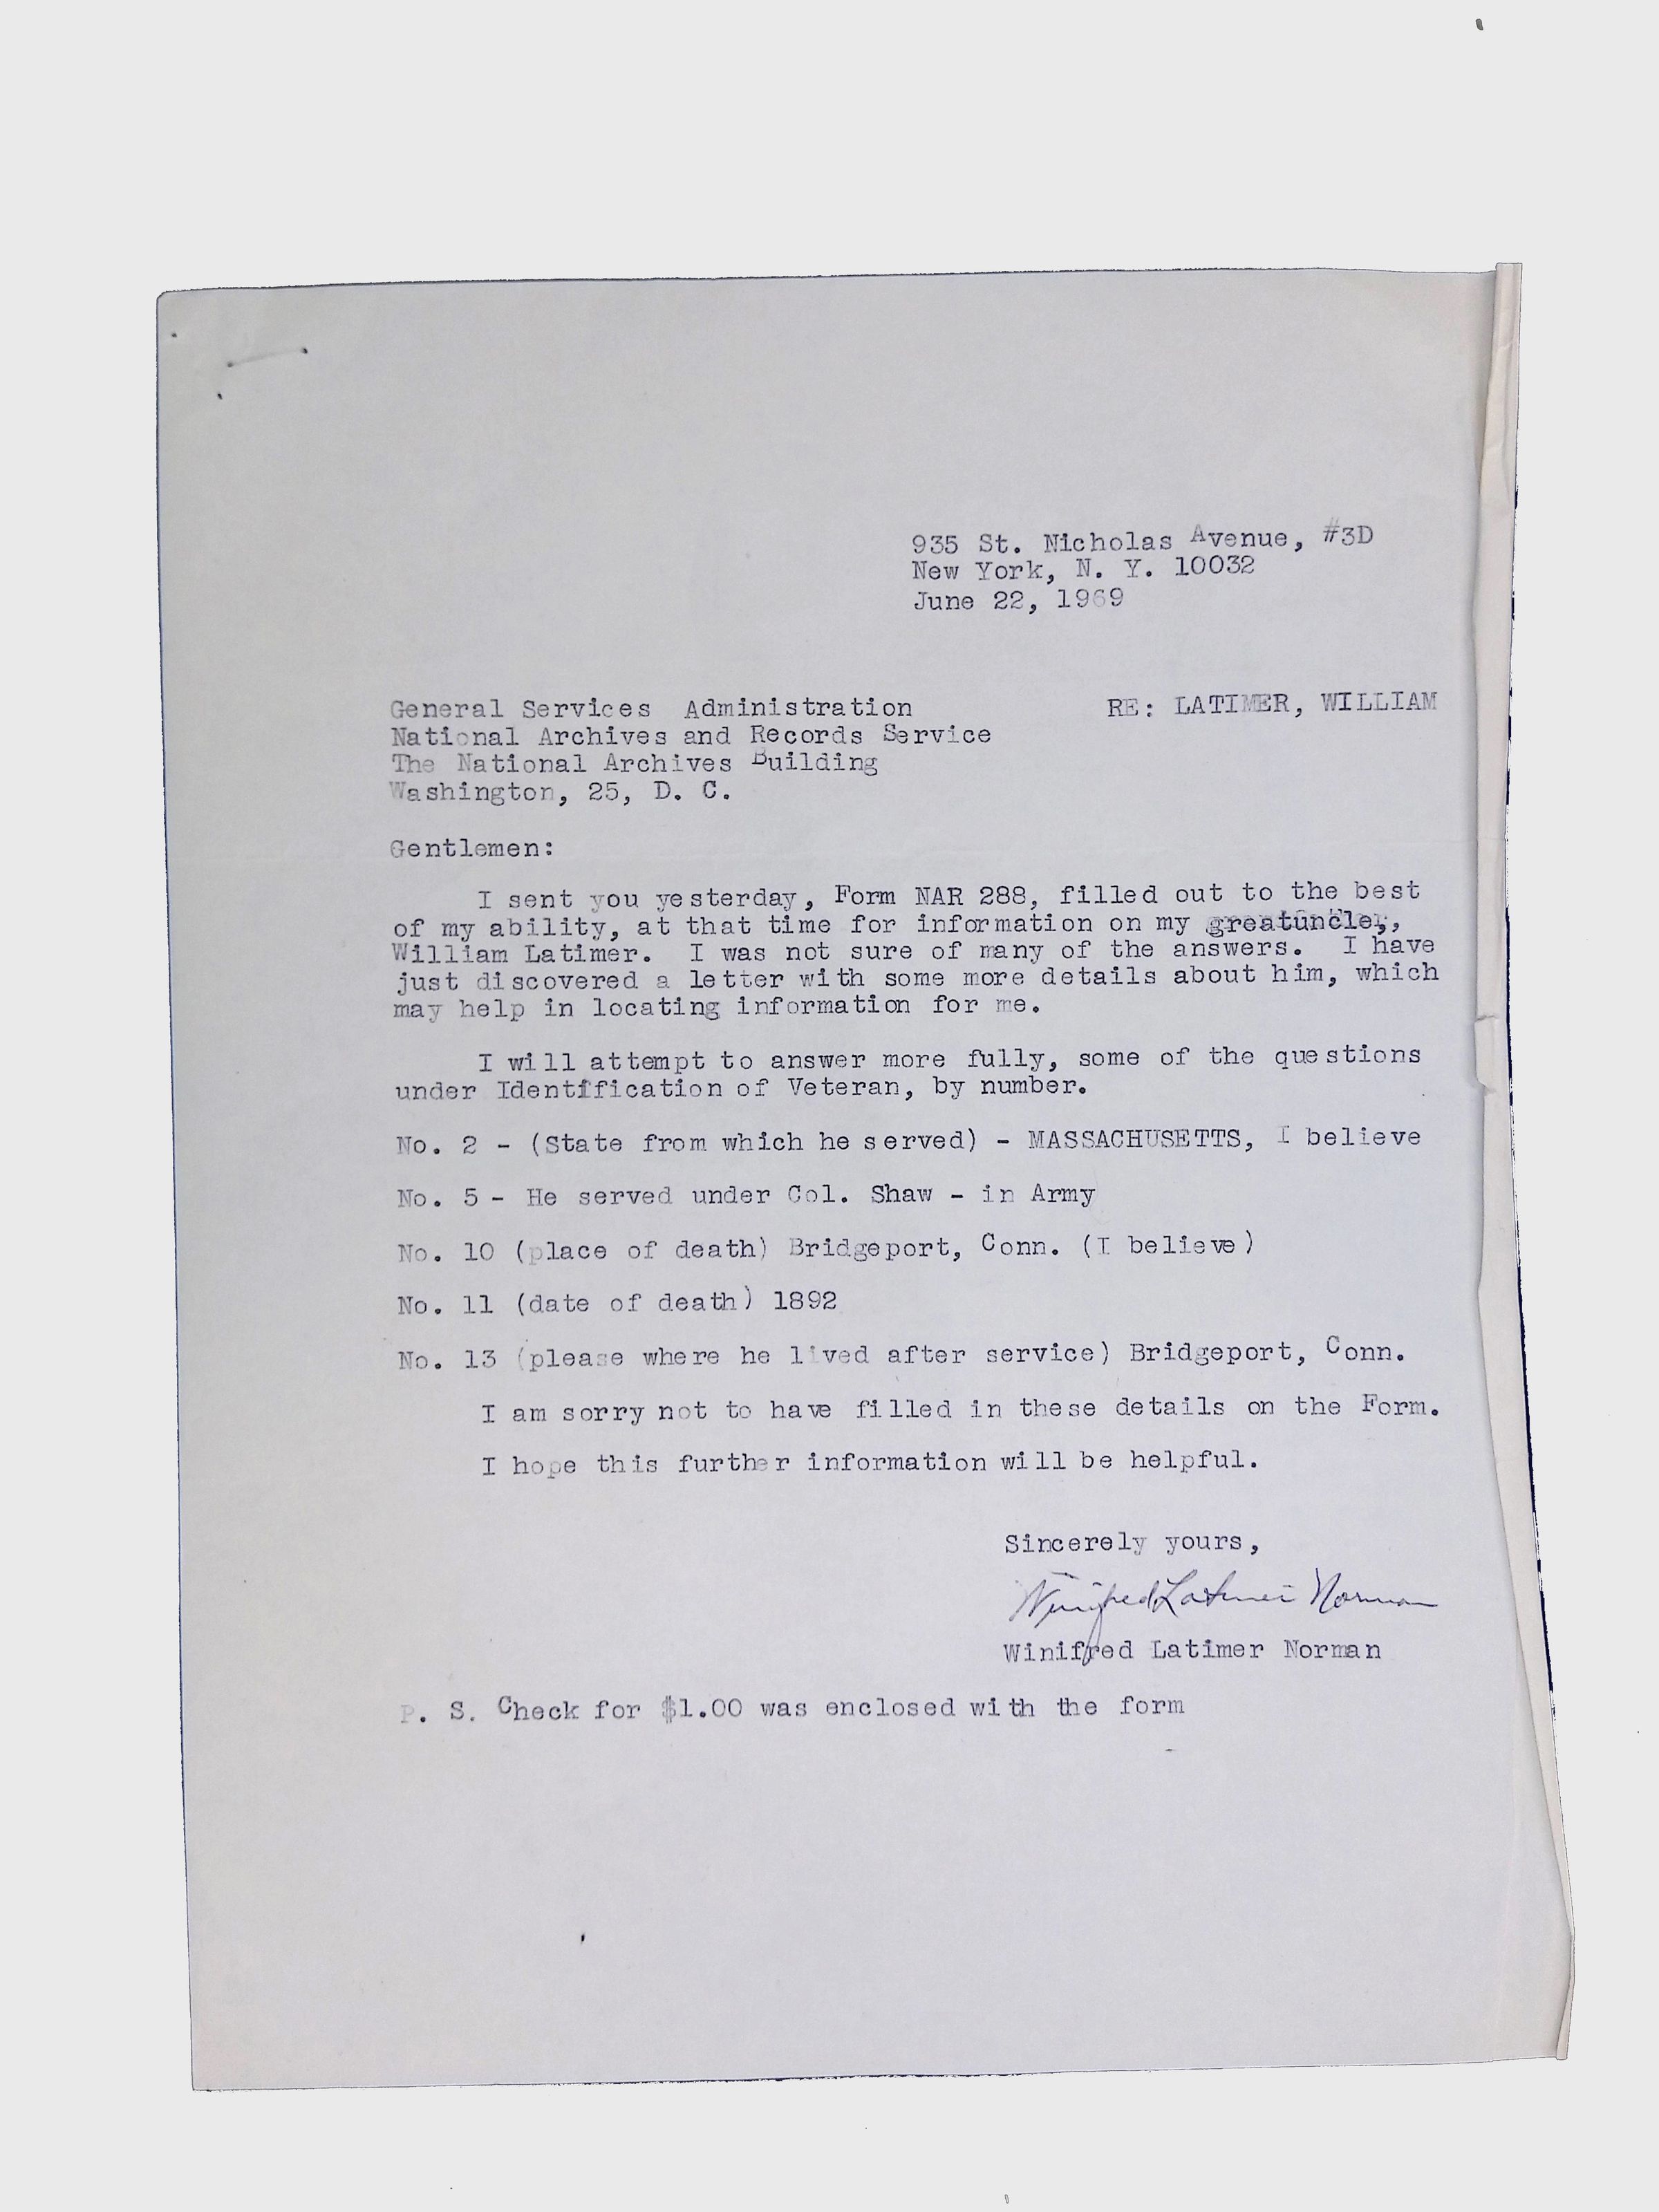 935 St. Nicholas Avenue, #3D
New York, N. Y. 10032
June 22, 1969
General Services Administration RE: LATIMER, WILLIAM
National Archives and Records Service
The National Archives Building
Washington, 25, D. C.
Gentlemen:
I sent you yesterday, Form NAR 288, filled out to the best
of my ability, at that time for information on my greatuncle,
William Latimer. I was not sure of many of the answers. I have
just discovered a letter with some more details about him, which
may help in locating information for me.
I will attempt to answer more fully, some of the questions
under Identification of Veteran, by number.
No. 2 - (State from which he served) - MASSACHUSETTS, I believe
No. 5 - He served under Col. Shaw - in Army
No. 10 (place of death) Bridgeport, Conn. (I believe)
No. 11 (date of death) 1892
No. 13 (please where he lived after service) Bridgeport, Conn.
I am sorry not to have filled in these details on the Form.
I hope this further information will be helpful.
Sincerely yours,
Winifred Latimer Norman
Winifred Latimer Norman
P. S. Check for $1.00 was enclosed with the form